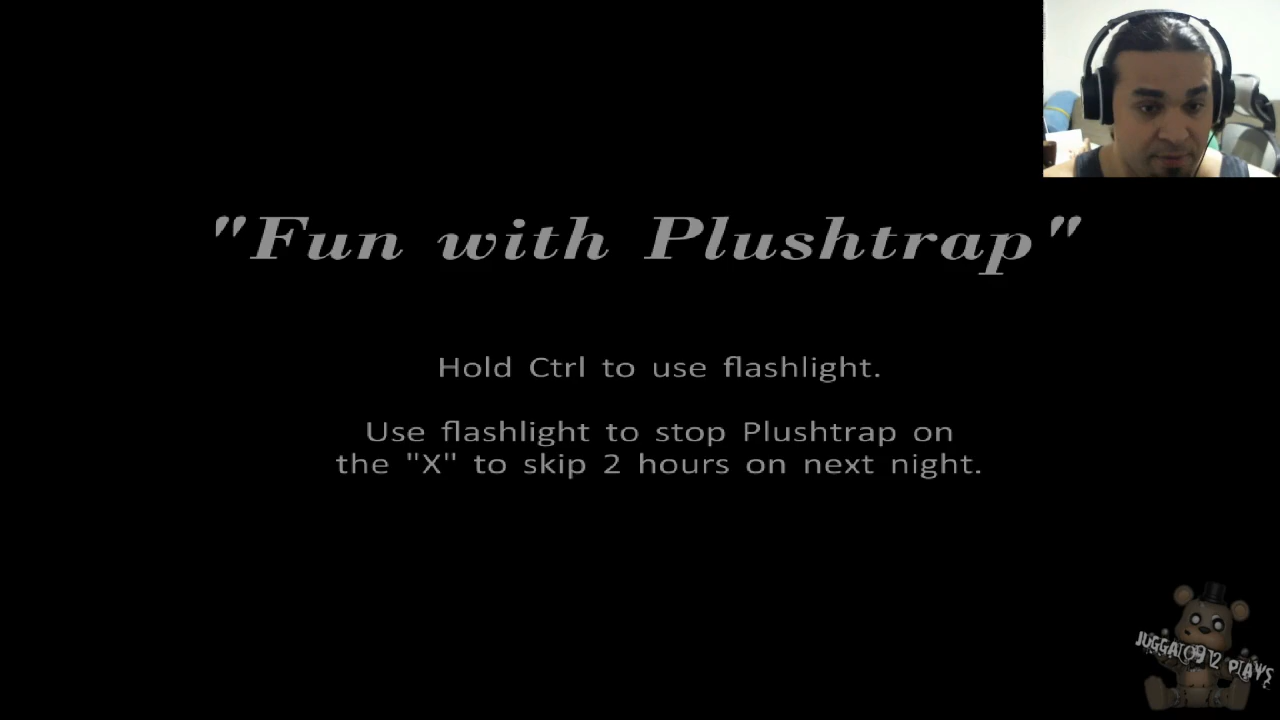 "Fun with Plushtrap"
Hold Ctrl to use flashlight.
Use flashlight to stop Plushtrap on
the "X" to skip 2 hours on next night.
PLAYS